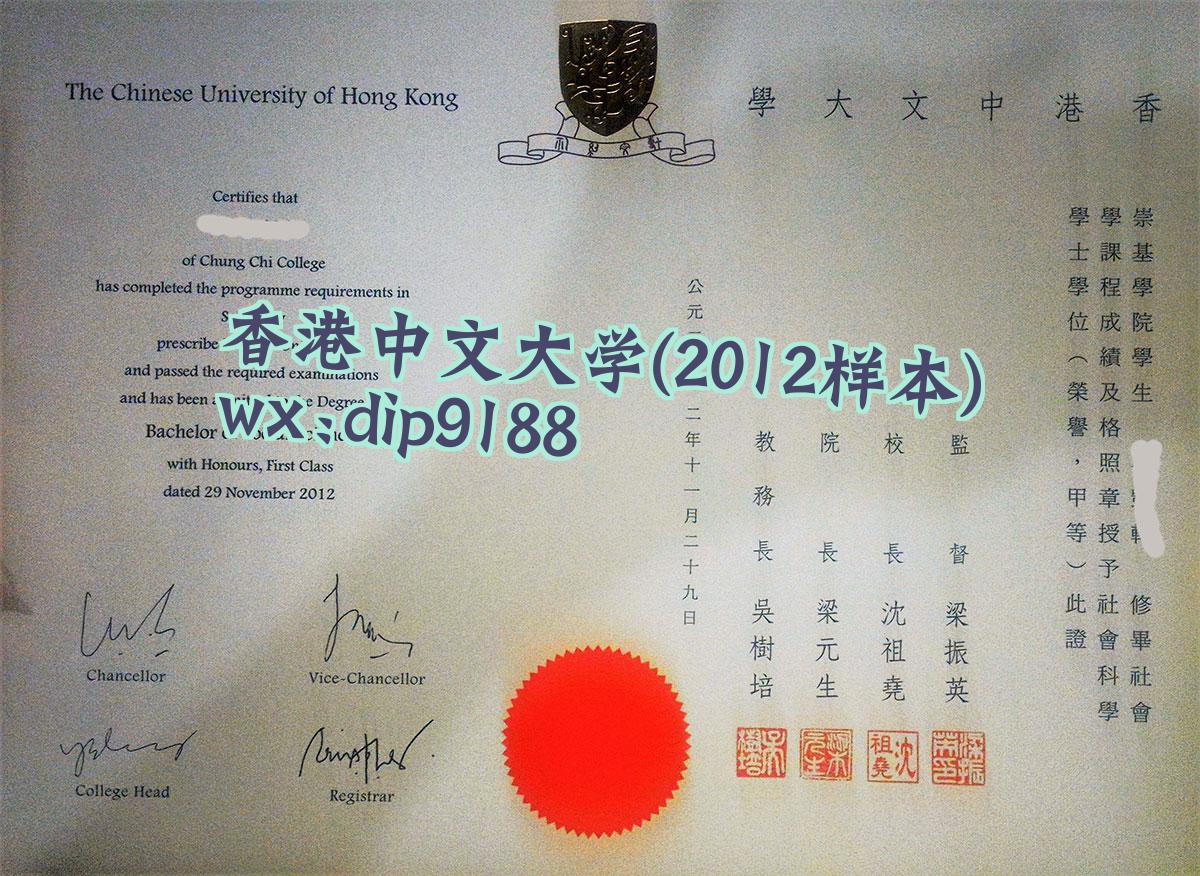 The Chinese University of Hong Kong
香港中文大學
Certifies that
of Chung Chi College
has completed the programme requirements in
prescribe
and passed the required examinations
and has been the Degree
Bachelor
with Honours, First Class
dated 29 November 2012
香港中文大学(2012样本)
wx:dip9188
崇基學院學生 修畢社會
學課程成績及格照章授予社會科學
學士學位（榮譽，甲等）此證
監督 梁振英
校長 沈祖堯
院長 梁元生
教務長 吳樹培
公元 二年十一月二十九日
Chancellor
Vice-Chancellor
College Head
Registrar